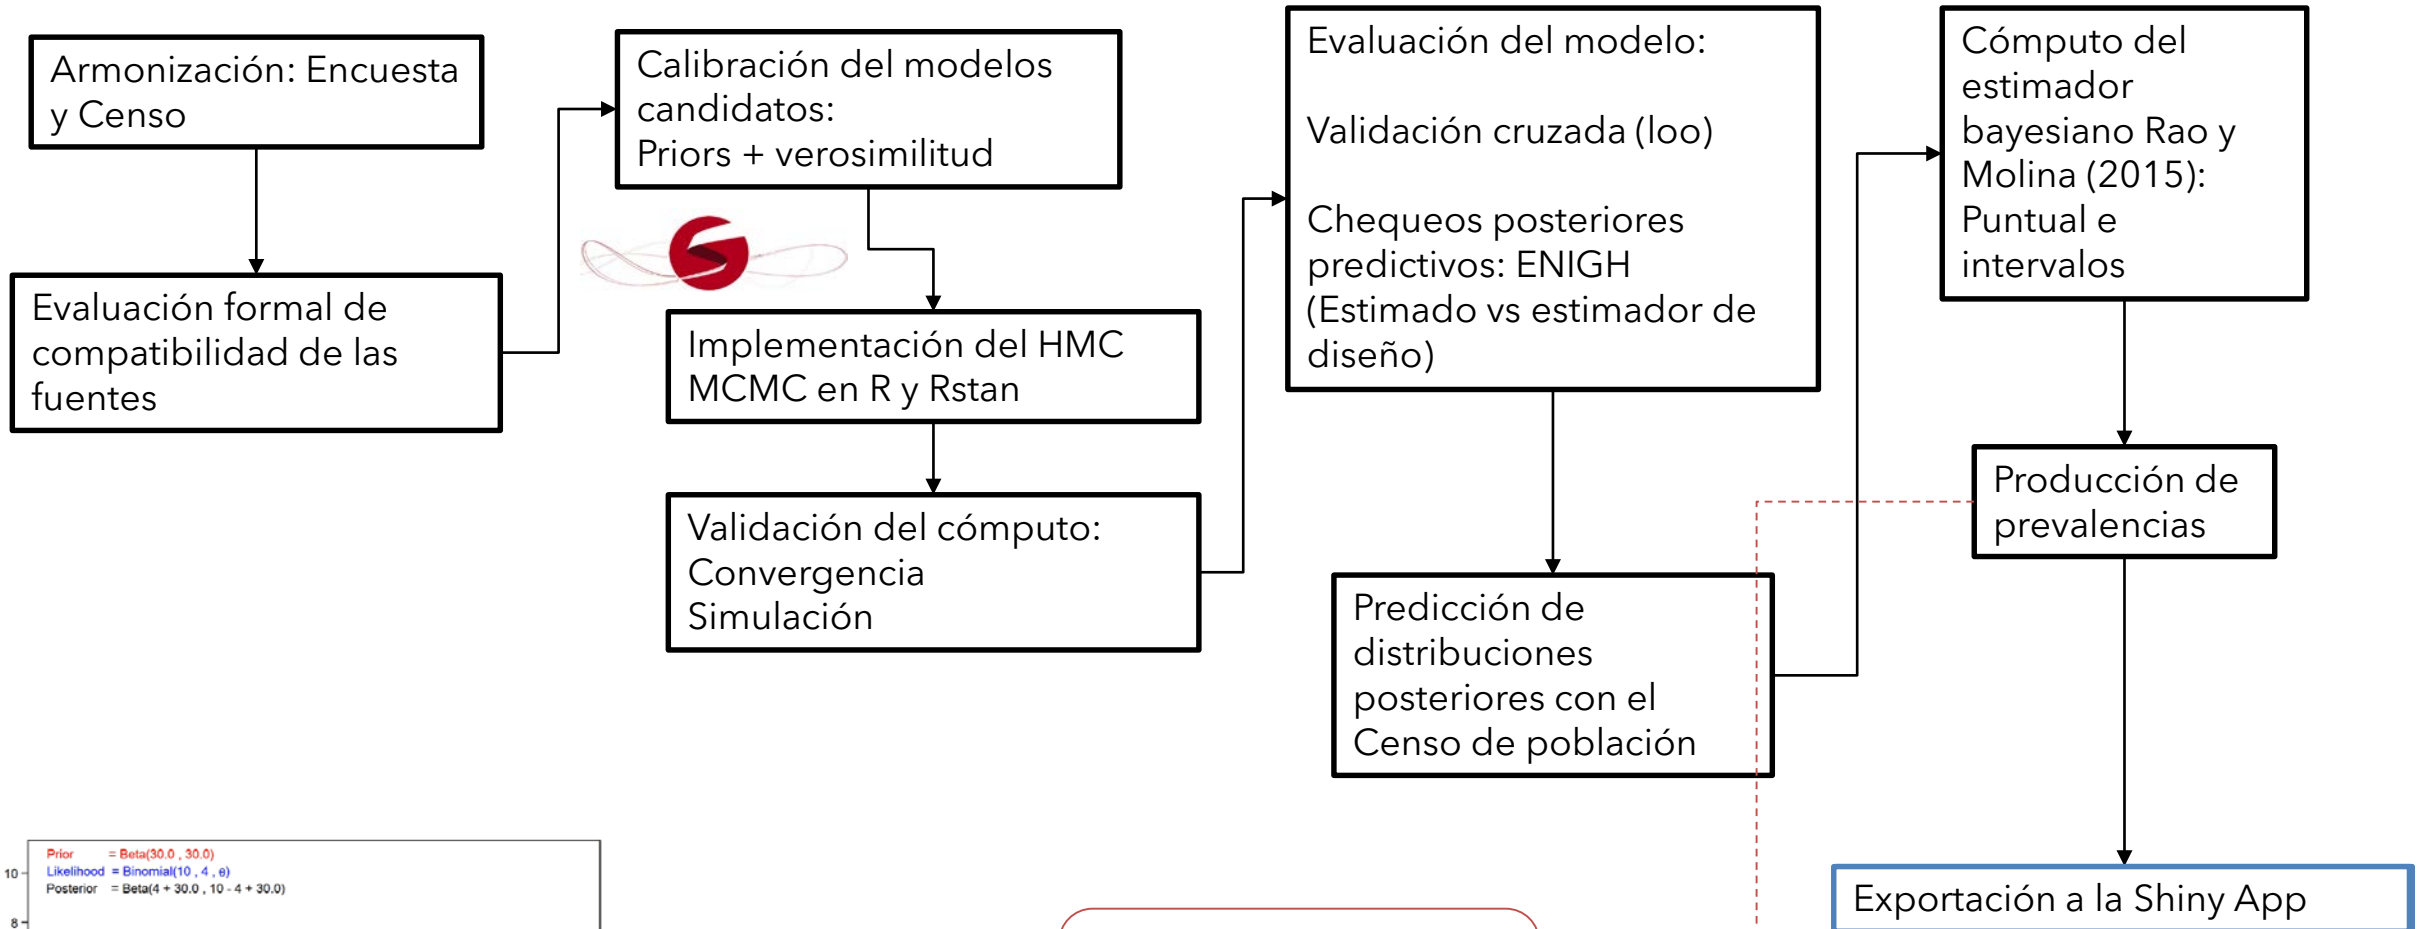 Armonización: Encuesta
y Censo
Evaluación formal de
compatibilidad de las
fuentes
Calibración del modelos
candidatos:
Priors + verosimilitud
Implementación del HMC
MCMC en R y Rstan
Validación del cómputo:
Convergencia
Simulación
Evaluación del modelo:
Validación cruzada (loo)
Chequeos posteriores
predictivos: ENIGH
(Estimado vs estimador de
diseño)
Predicción de
distribuciones
posteriores con el
Censo de población
Cómputo del
estimador
bayesiano Rao y
Molina (2015):
Puntual e
intervalos
Producción de
prevalencias
Exportación a la Shiny App
Prior = Beta(30.0 , 30.0)
Likelihood = Binomial(10 , 4 , θ)
Posterior = Beta(4 + 30.0 , 10 - 4 + 30.0)
10
8